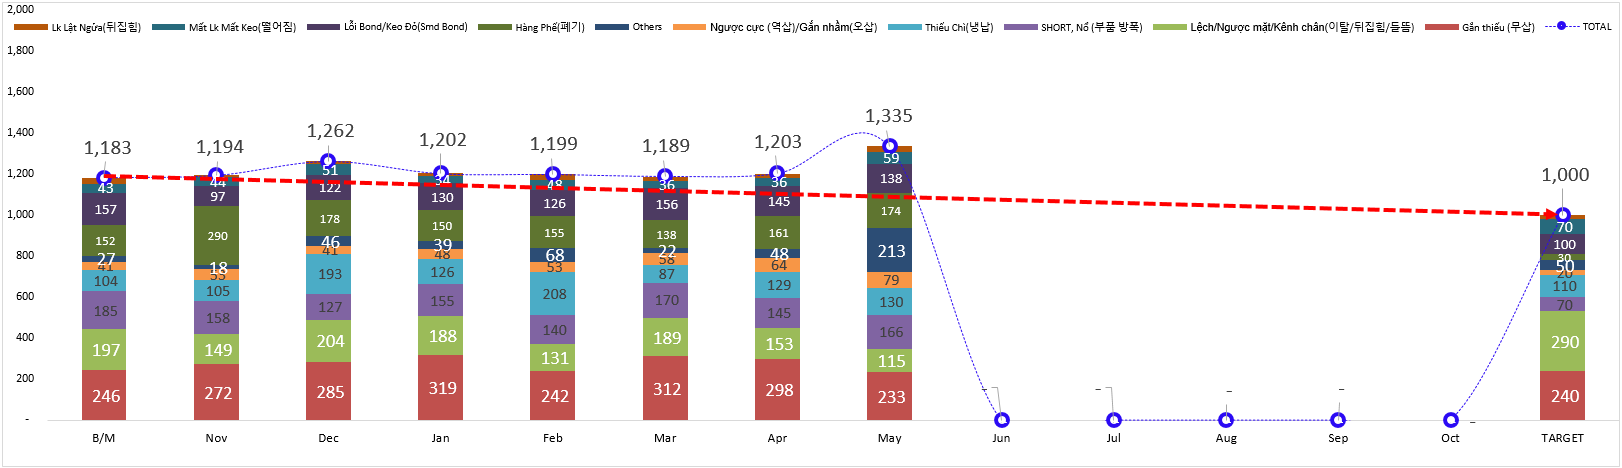 2,000
Lk Lật Ngửa(뒤집힘) Mất Lk Mất Keo(떨어짐) Lỗi Bond/Keo Đỏ(Smd Bond) Hàng Phế(폐기) Others Ngược cực (역삽)/Gắn nhầm(오삽) Thiếu Chì(냉납) SHORT, Nổ (부품 방폭) Lệch/Ngược mặt/Kênh chân(이탈/뒤집힘/들뜸) Gắn thiếu (무삽) TOTAL
1,800
1,600
1,400
1,200
1,000
800
600
400
200
-
1,183 1,194 1,262 1,202 1,199 1,189 1,203 1,335 1,000
43 44 51 34 49 36 36 59 70
157 97 122 130 126 156 145 138 100
152 290 178 150 155 138 161 174 30
27 18 46 39 68 22 48 213 50
41 55 41 48 53 58 64 79 20
104 105 193 126 208 87 129 130 110
185 158 127 155 140 170 145 166 70
197 149 204 188 131 189 153 115 290
246 272 285 319 242 312 298 233 240
- - - - -
B/M Nov Dec Jan Feb Mar Apr May Jun Jul Aug Sep Oct TARGET